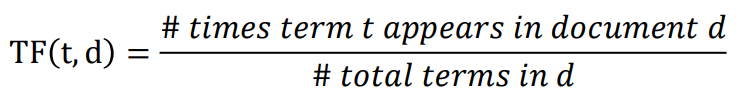 TF(t, d) = # times term t appears in document d / # total terms in d